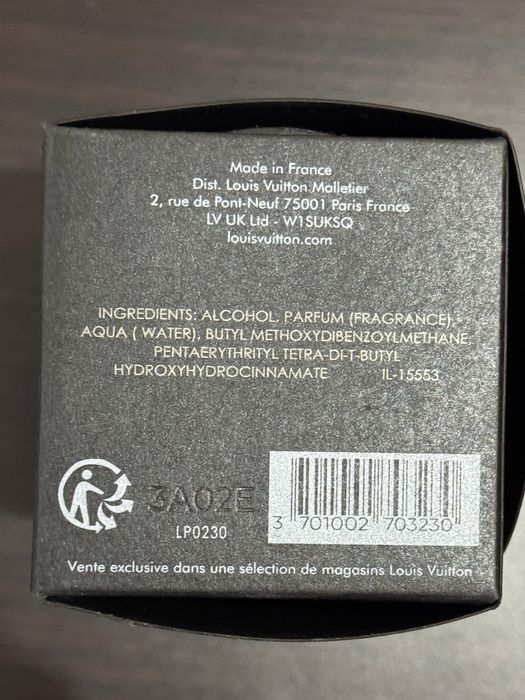 Made in France
Dist. Louis Vuitton Malletier
2, rue de Pont-Neuf 75001 Paris France
LV UK Ltd - W1SUKSQ
louisvuitton.com
INGREDIENTS: ALCOHOL, PARFUM (FRAGRANCE),
AQUA ( WATER), BUTYL METHOXYDIBENZOYLMETHANE,
PENTAERYTHRITYL TETRA-DI-T-BUTYL
HYDROXYHYDROCINNAMATE IL-15553
3A02E
LP0230
3 701002 703230
Vente exclusive dans une sélection de magasins Louis Vuitton